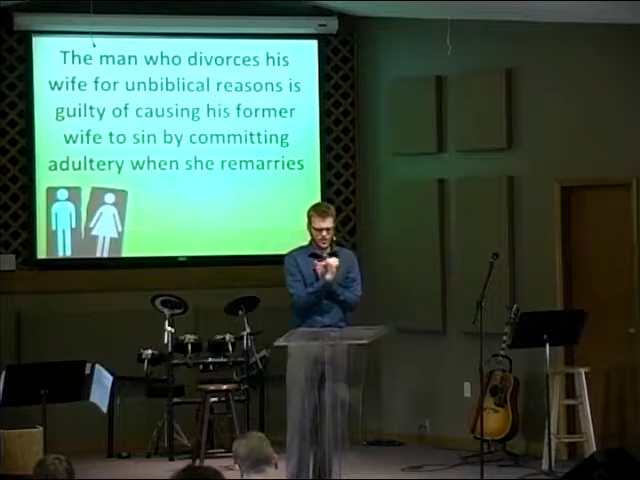 The man who divorces his
wife for unbiblical reasons is
guilty of causing his former
wife to sin by committing
adultery when she remarries